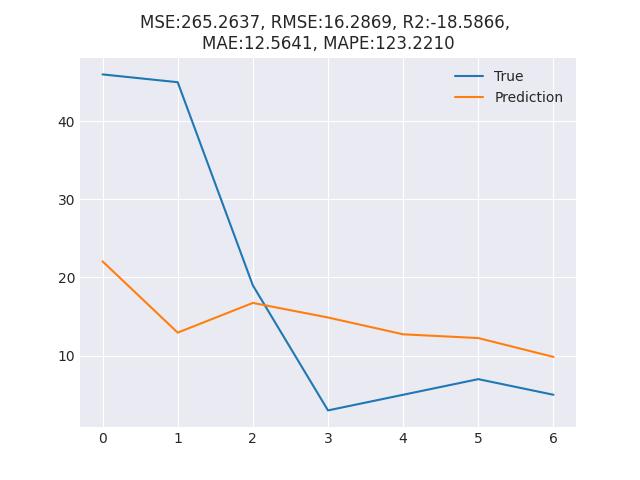 MSE:265.2637, RMSE:16.2869, R2:-18.5866,
MAE:12.5641, MAPE:123.2210
True
Prediction
40
30
20
10
0 1 2 3 4 5 6